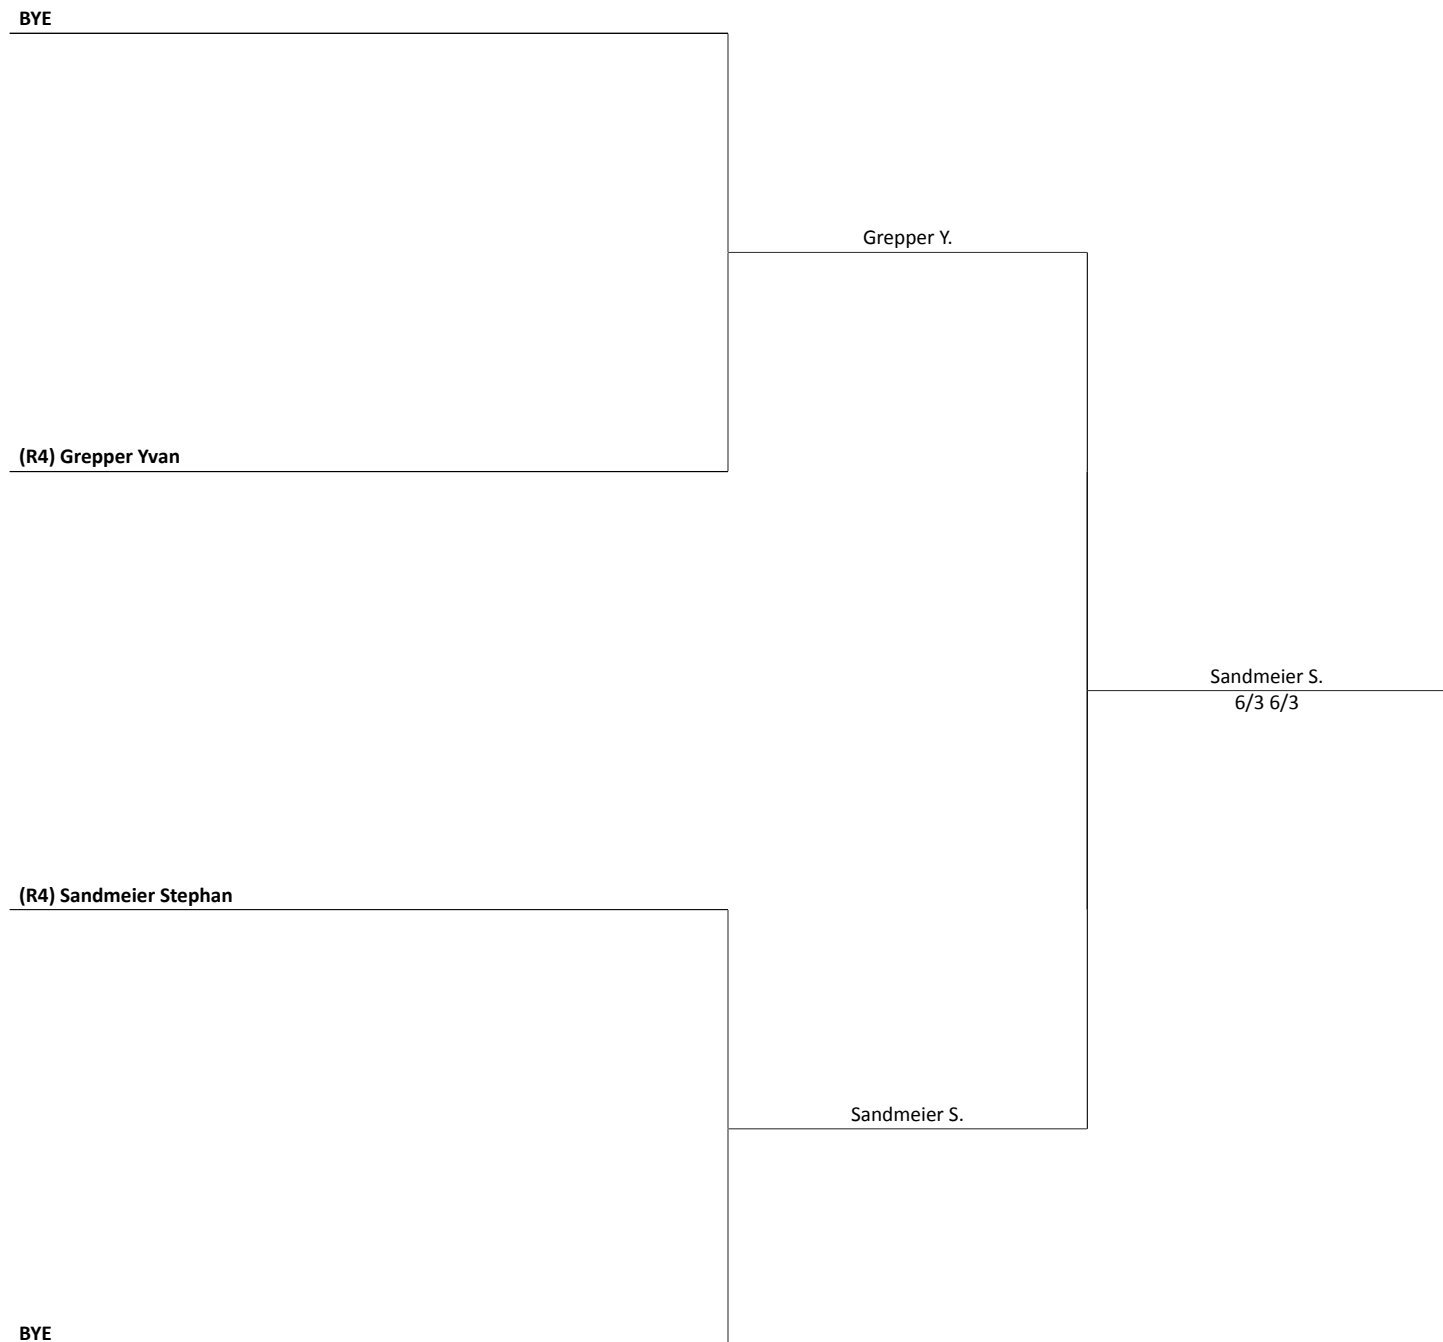 BYE
Grepper Y.
(R4) Grepper Yvan
Sandmeier S.
6/3 6/3
(R4) Sandmeier Stephan
Sandmeier S.
BYE